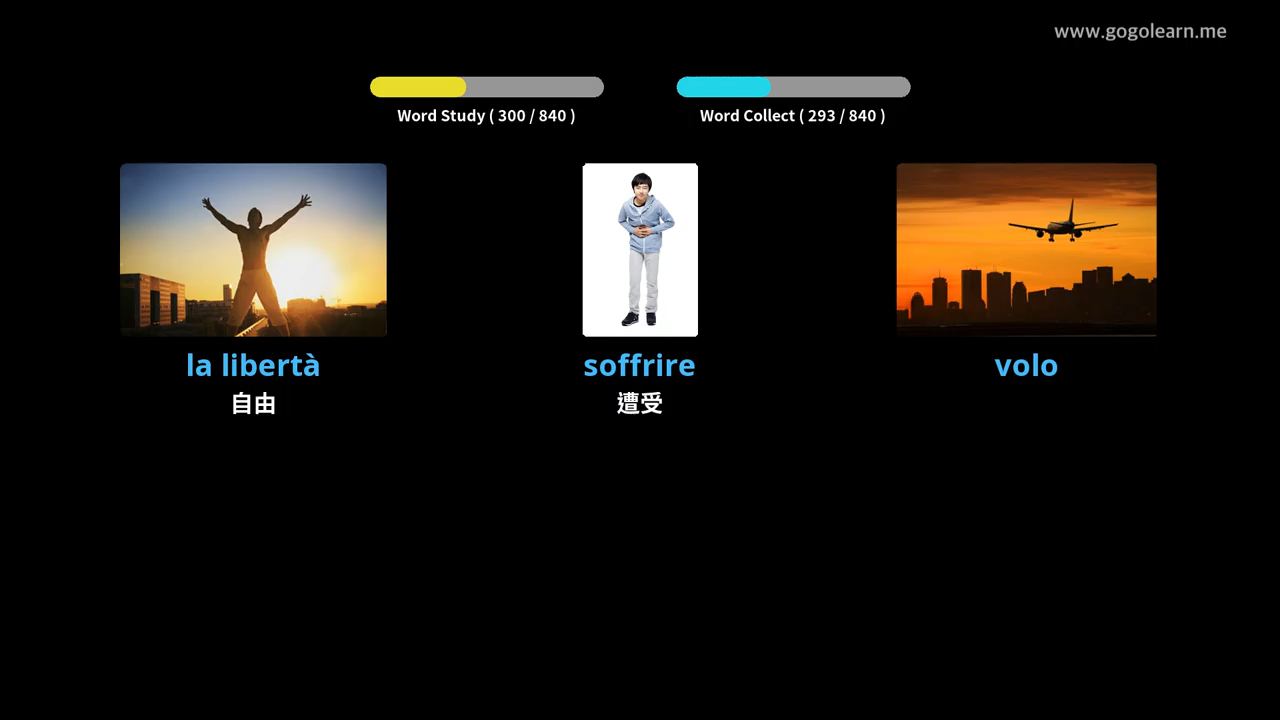 www.gogolearn.me
Word Study ( 300 / 840 )
Word Collect ( 293 / 840 )
la libertà
自由
soffrire
遭受
volo